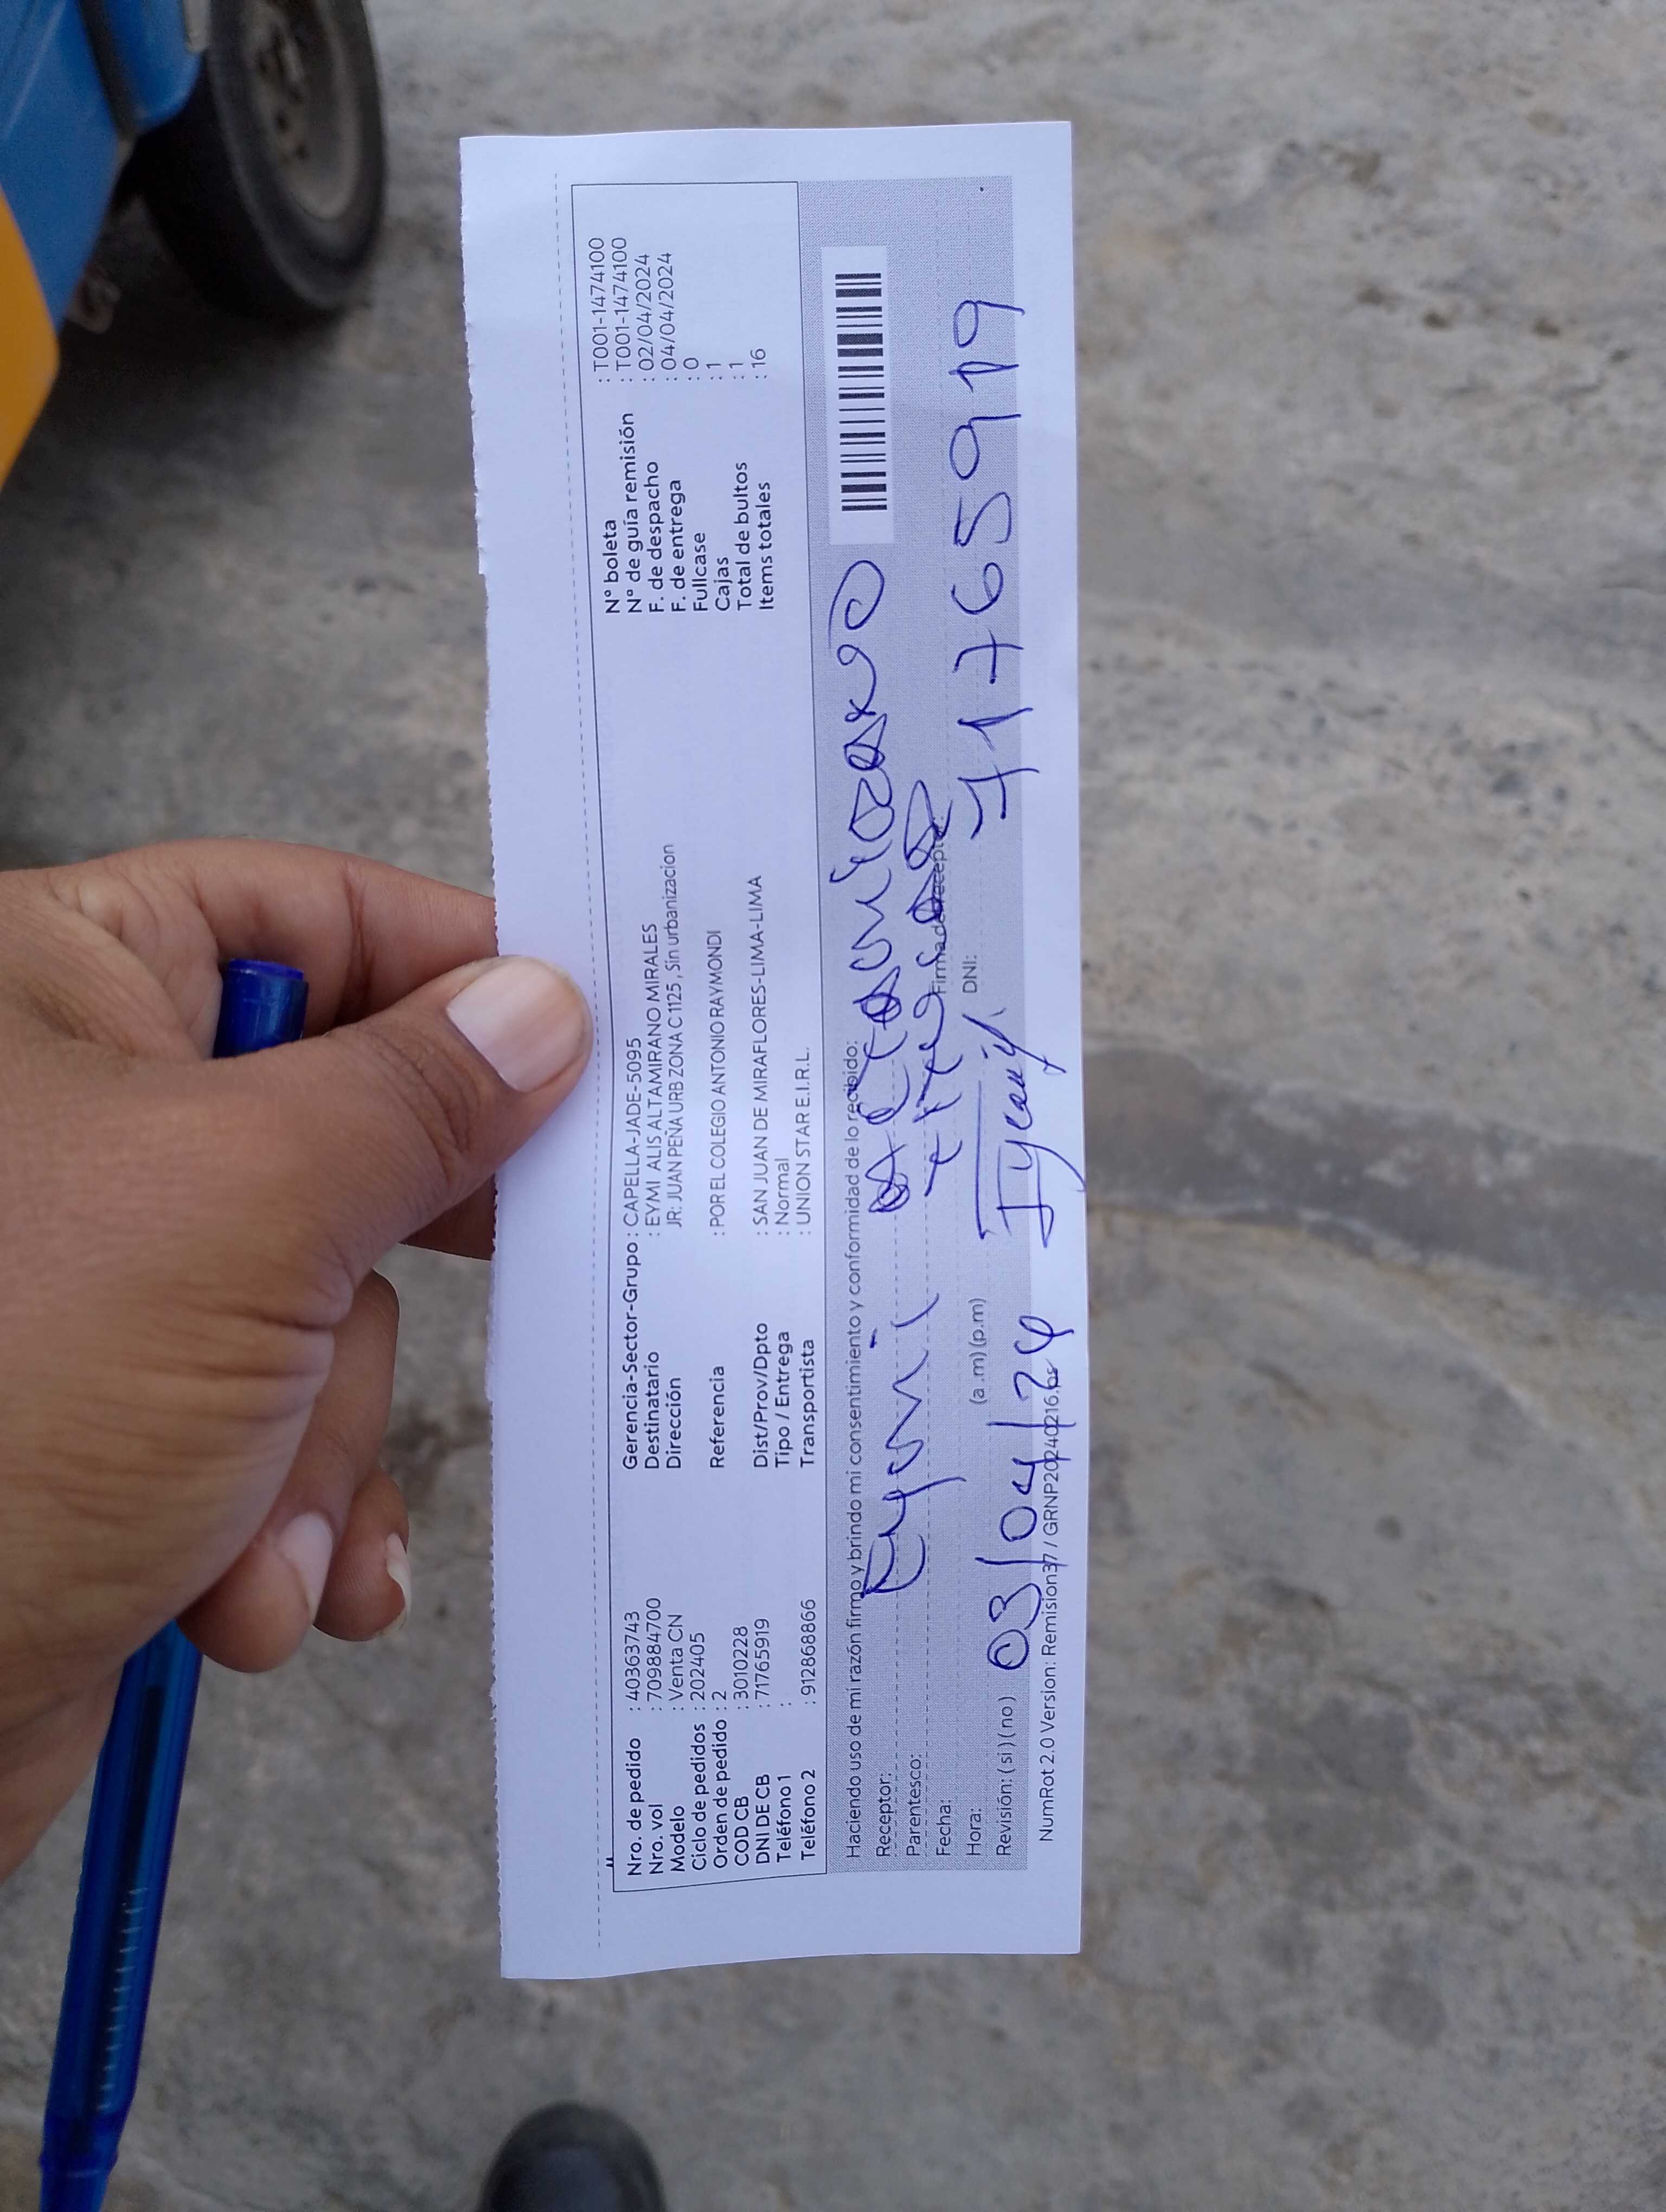 Nro. de pedido : 40363743
Nro. vol : 709884700
Modelo : Venta CN
Ciclo de pedidos : 202405
Orden de pedido : 2
COD CB : 3010228
DNI DE CB : 71765919
Teléfono 1 :
Teléfono 2 : 912868866
Gerencia-Sector-Grupo : CAPELLA-JADE-5095
Destinatario : EYMI ALIS ALTAMIRANO MIRALES
Dirección JR: JUAN PEÑA URB ZONA C 1125 , Sin urbanizacion
Referencia : POR EL COLEGIO ANTONIO RAYMONDI
Dist/Prov/Dpto : SAN JUAN DE MIRAFLORES-LIMA-LIMA
Tipo / Entrega : Normal
Transportista : UNION STAR E.I.R.L.
N° boleta : T001-1474100
N° de guía remisión : T001-1474100
F. de despacho : 02/04/2024
F. de entrega : 04/04/2024
Fullcase : 0
Cajas : 1
Total de bultos : 1
Items totales : 16
Haciendo uso de mi razón firmo y brindo mi consentimiento y conformidad de lo recibido:
Receptor: Eymi Altamirano
Parentesco:
Fecha: Firma de receptor
Hora: (a .m) (p.m) DNI: 71765919
Revisión: ( si ) ( no ) 03/04/24
NumRot 2.0 Version: Remision37 / GRNP20240216.